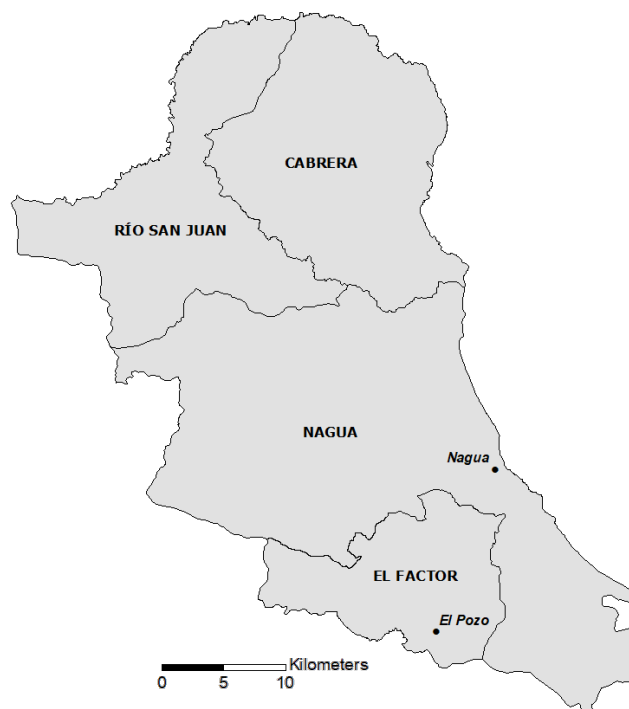 CABRERA
RÍO SAN JUAN
NAGUA
Nagua
EL FACTOR
El Pozo
Kilometers
0 5 10